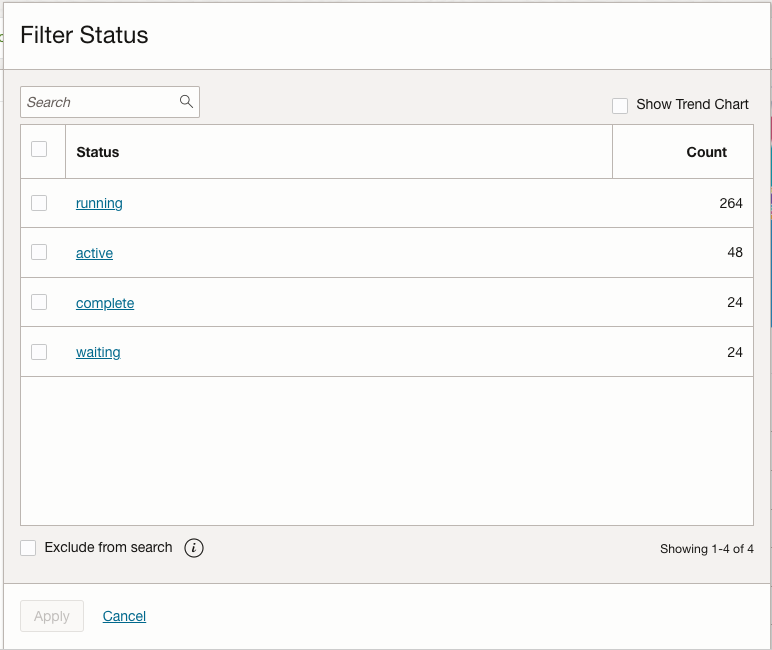 Filter Status
Search
Show Trend Chart
Status Count
running 264
active 48
complete 24
waiting 24
Exclude from search i
Showing 1-4 of 4
Apply Cancel